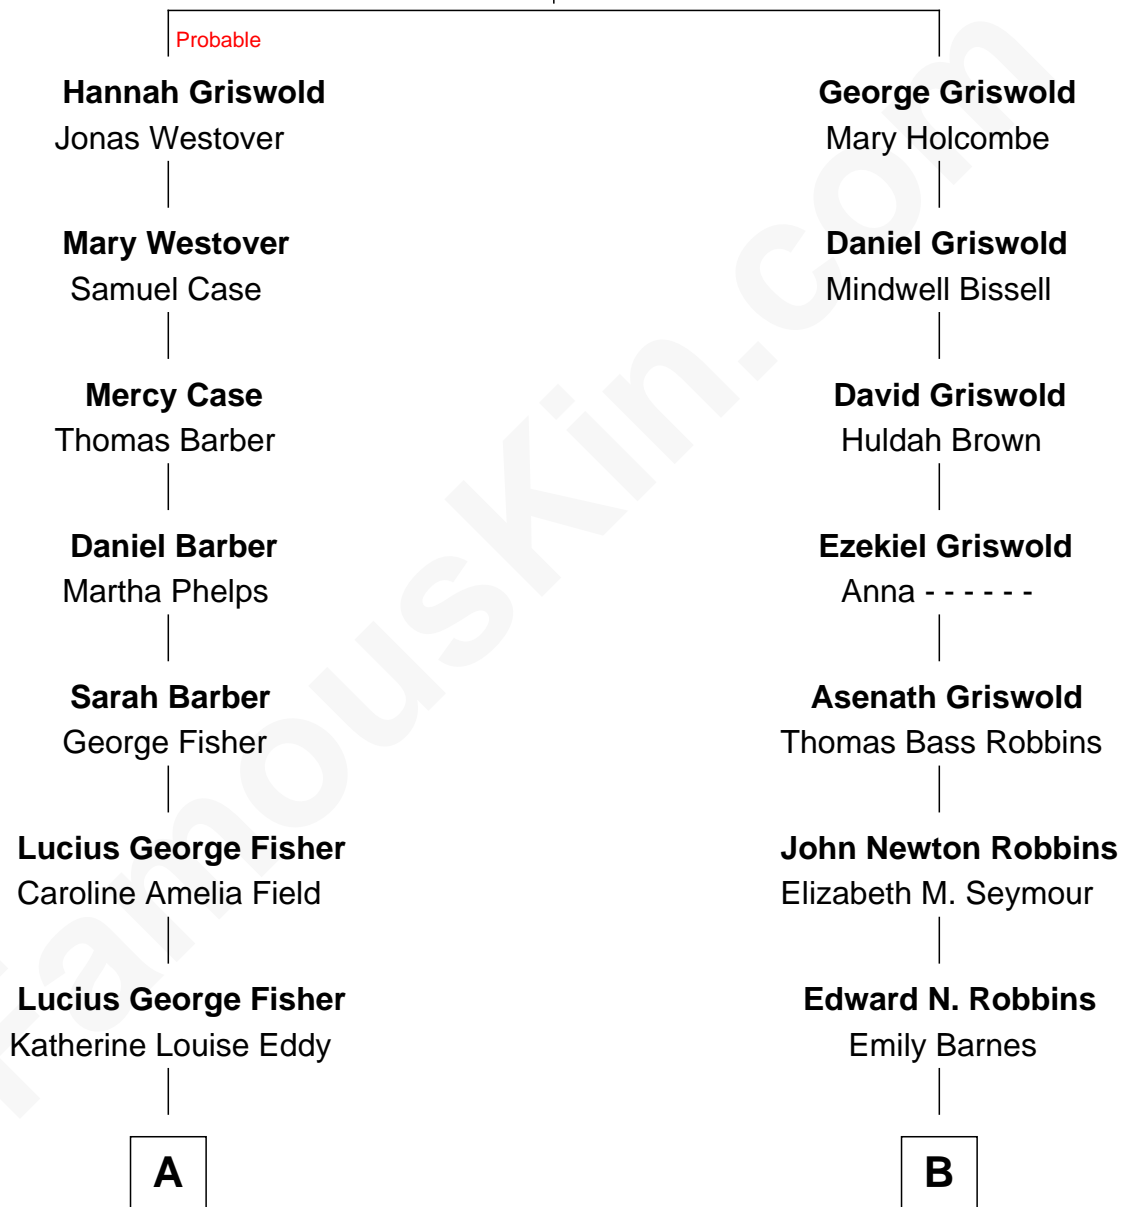 Probable
Hannah Griswold
Jonas Westover
George Griswold
Mary Holcombe
Mary Westover
Samuel Case
Daniel Griswold
Mindwell Bissell
Mercy Case
Thomas Barber
David Griswold
Huldah Brown
Daniel Barber
Martha Phelps
Ezekiel Griswold
Anna - - - - - -
Sarah Barber
George Fisher
Asenath Griswold
Thomas Bass Robbins
Lucius George Fisher
Caroline Amelia Field
John Newton Robbins
Elizabeth M. Seymour
Lucius George Fisher
Katherine Louise Eddy
Edward N. Robbins
Emily Barnes
A
B
FamousKin.com